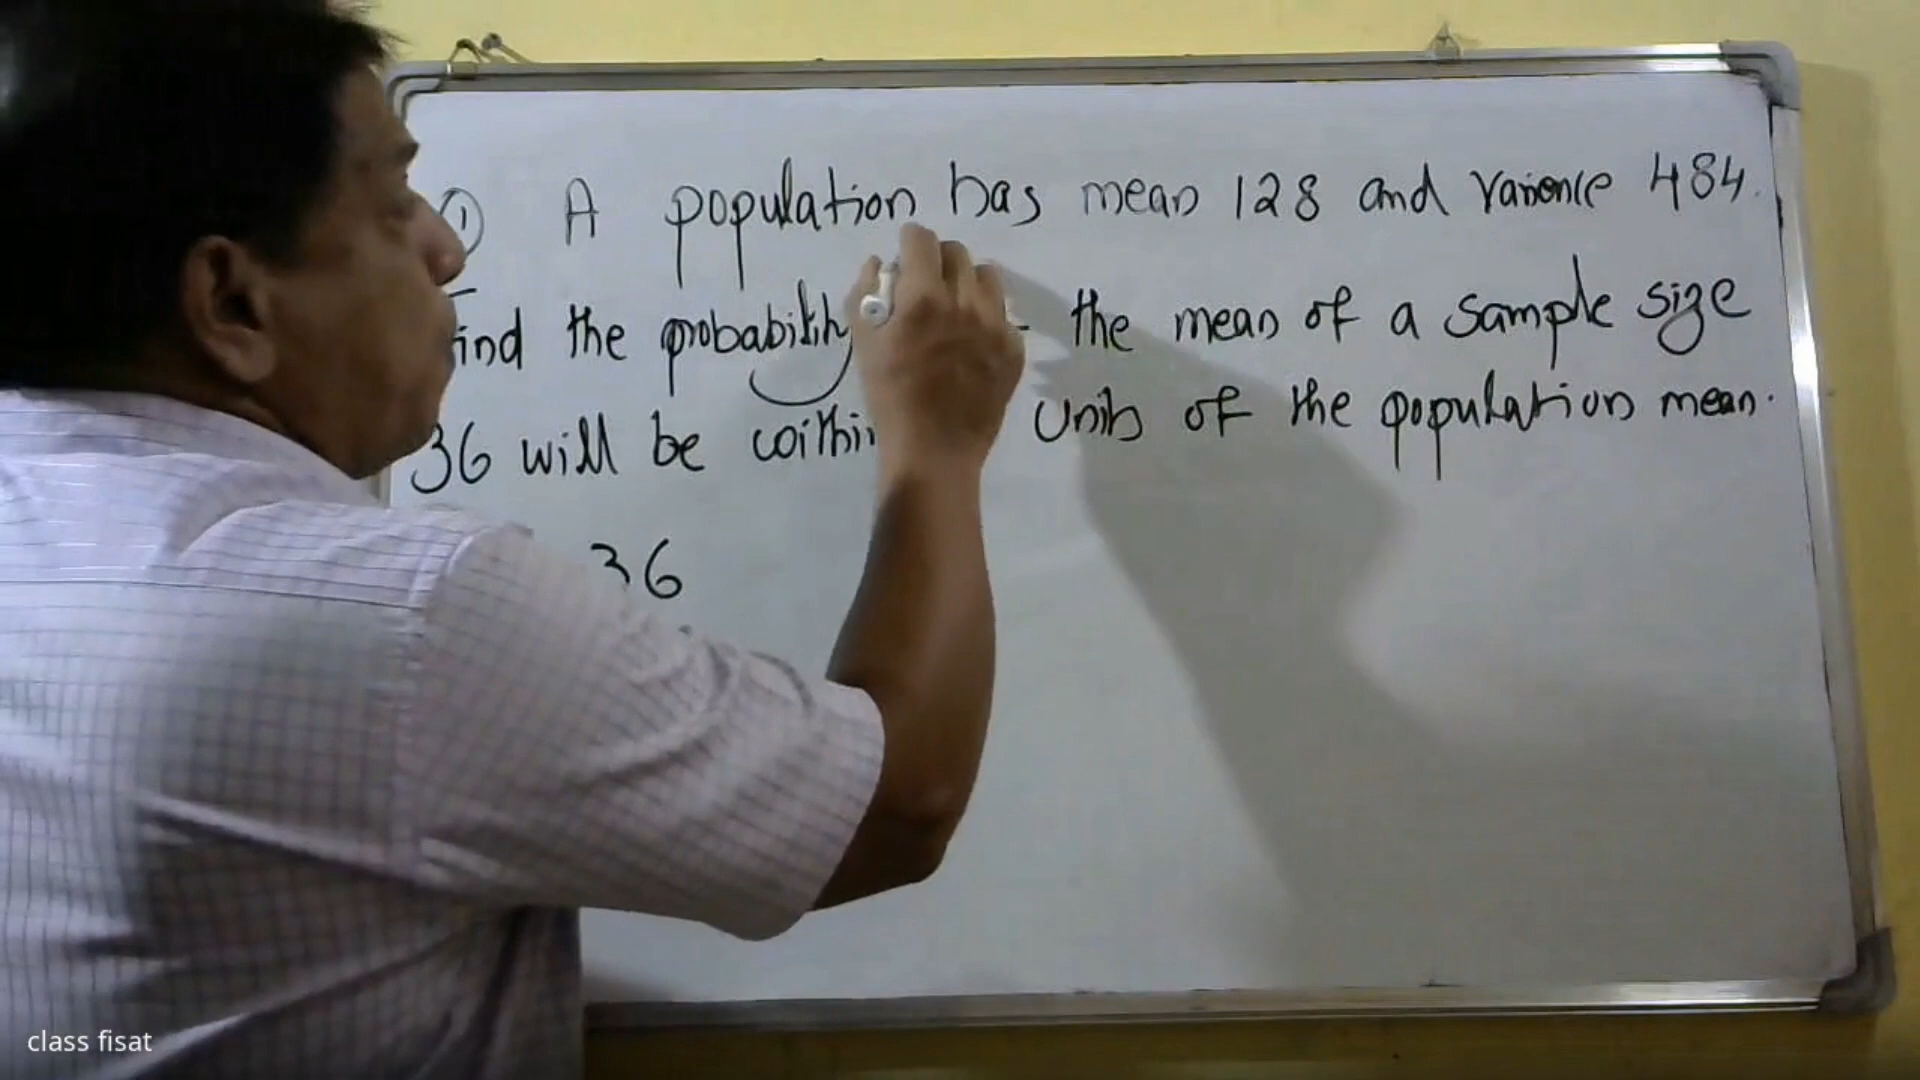 ① A population has mean 128 and variance 484.
Find the probability the mean of a sample size
36 will be within units of the population mean.
36
class fisat